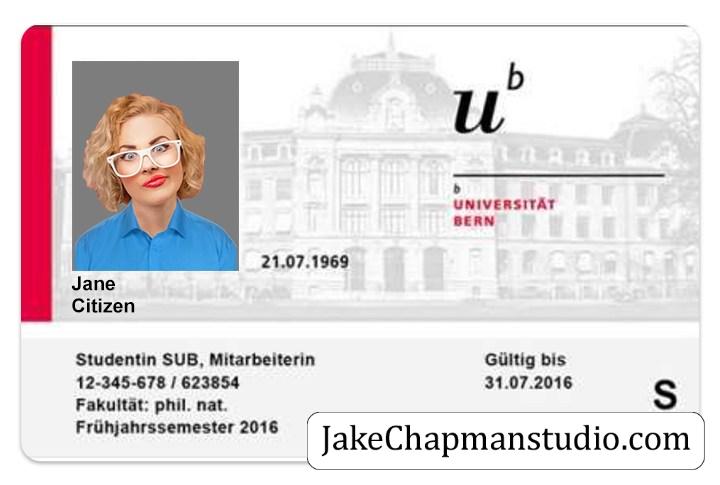 u b
b
UNIVERSITÄT
BERN
21.07.1969
Jane
Citizen
Studentin SUB, Mitarbeiterin
12-345-678 / 623854
Fakultät: phil. nat.
Frühjahrssemester 2016
Gültig bis
31.07.2016
S
JakeChapmanstudio.com